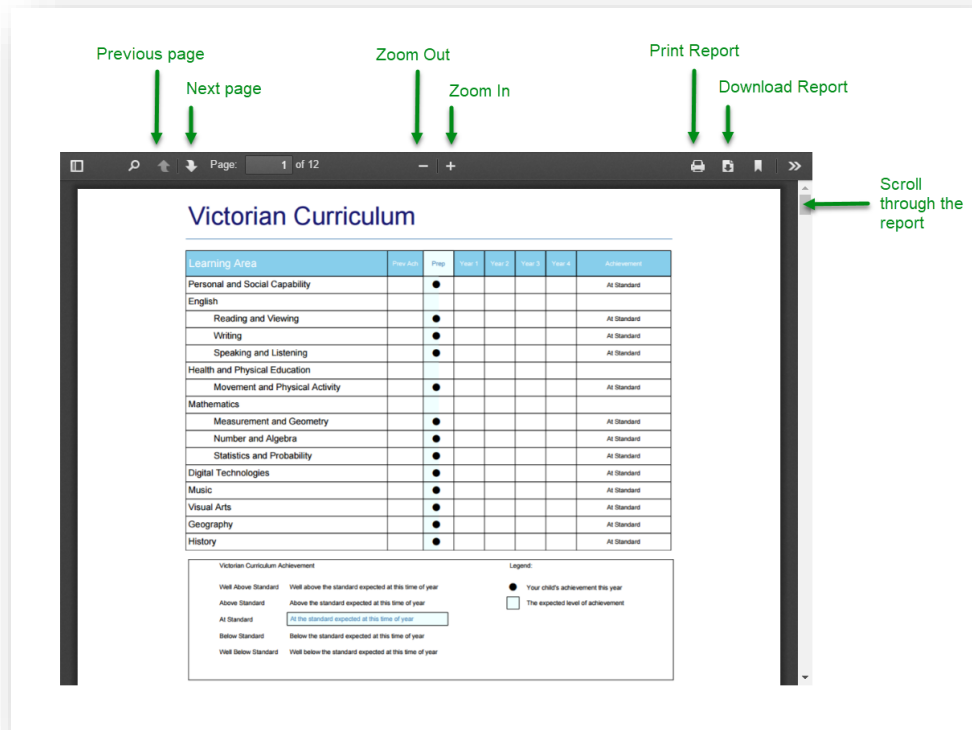 Previous page
Zoom Out
Print Report
Next page
Zoom In
Download Report
Page: 1 of 12
Scroll
through the
report
Victorian Curriculum
Learning Area Prev Ach Prep Year 1 Year 2 Year 3 Year 4 Achievement
Personal and Social Capability At Standard
English
Reading and Viewing At Standard
Writing At Standard
Speaking and Listening At Standard
Health and Physical Education
Movement and Physical Activity At Standard
Mathematics
Measurement and Geometry At Standard
Number and Algebra At Standard
Statistics and Probability At Standard
Digital Technologies At Standard
Music At Standard
Visual Arts At Standard
Geography At Standard
History At Standard
Victorian Curriculum Achievement Legend:
Well Above Standard Well above the standard expected at this time of year Your child's achievement this year
Above Standard Above the standard expected at this time of year The expected level of achievement
At Standard At the standard expected at this time of year
Below Standard Below the standard expected at this time of year
Well Below Standard Well below the standard expected at this time of year